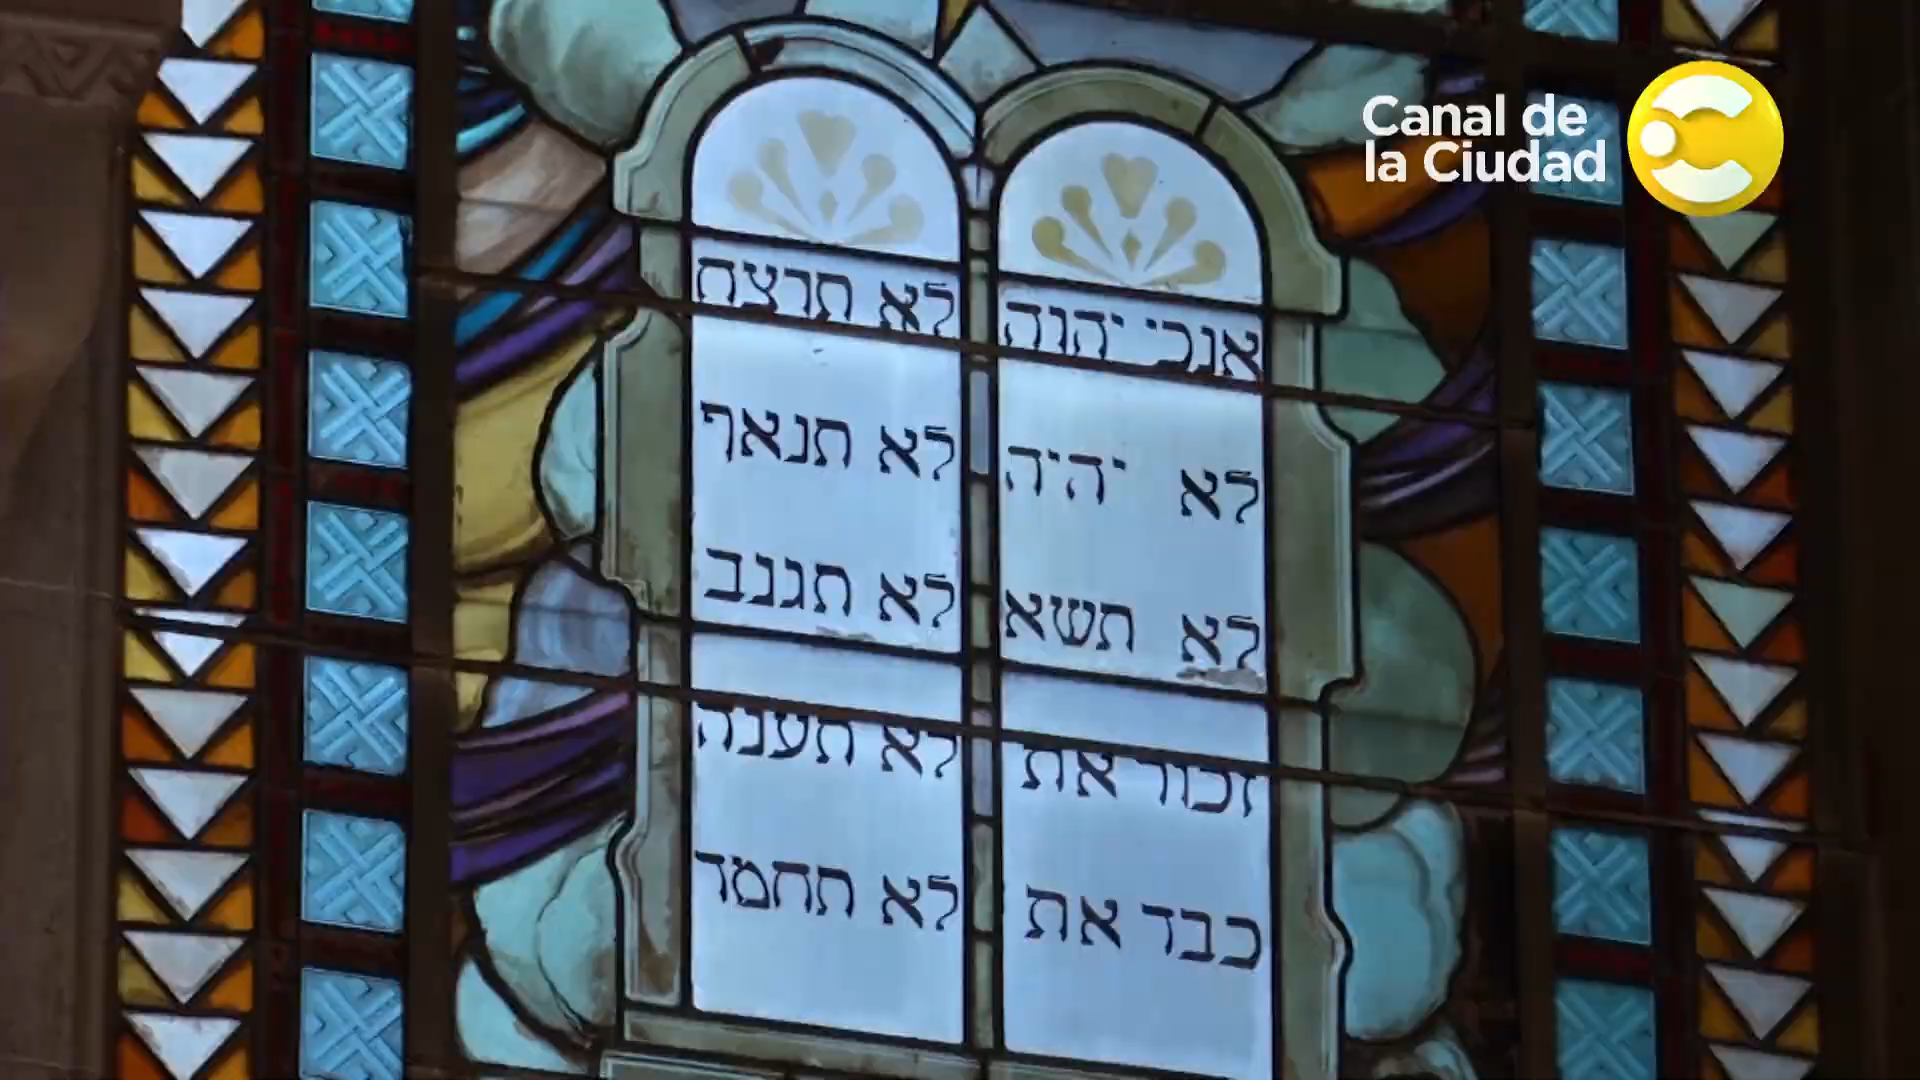 אנכי יהוה
לא יהיה
לא תשא
זכור את
כבד את
לא תרצח
לא תנאף
לא תגנב
לא תענה
לא תחמד
Canal de
la Ciudad